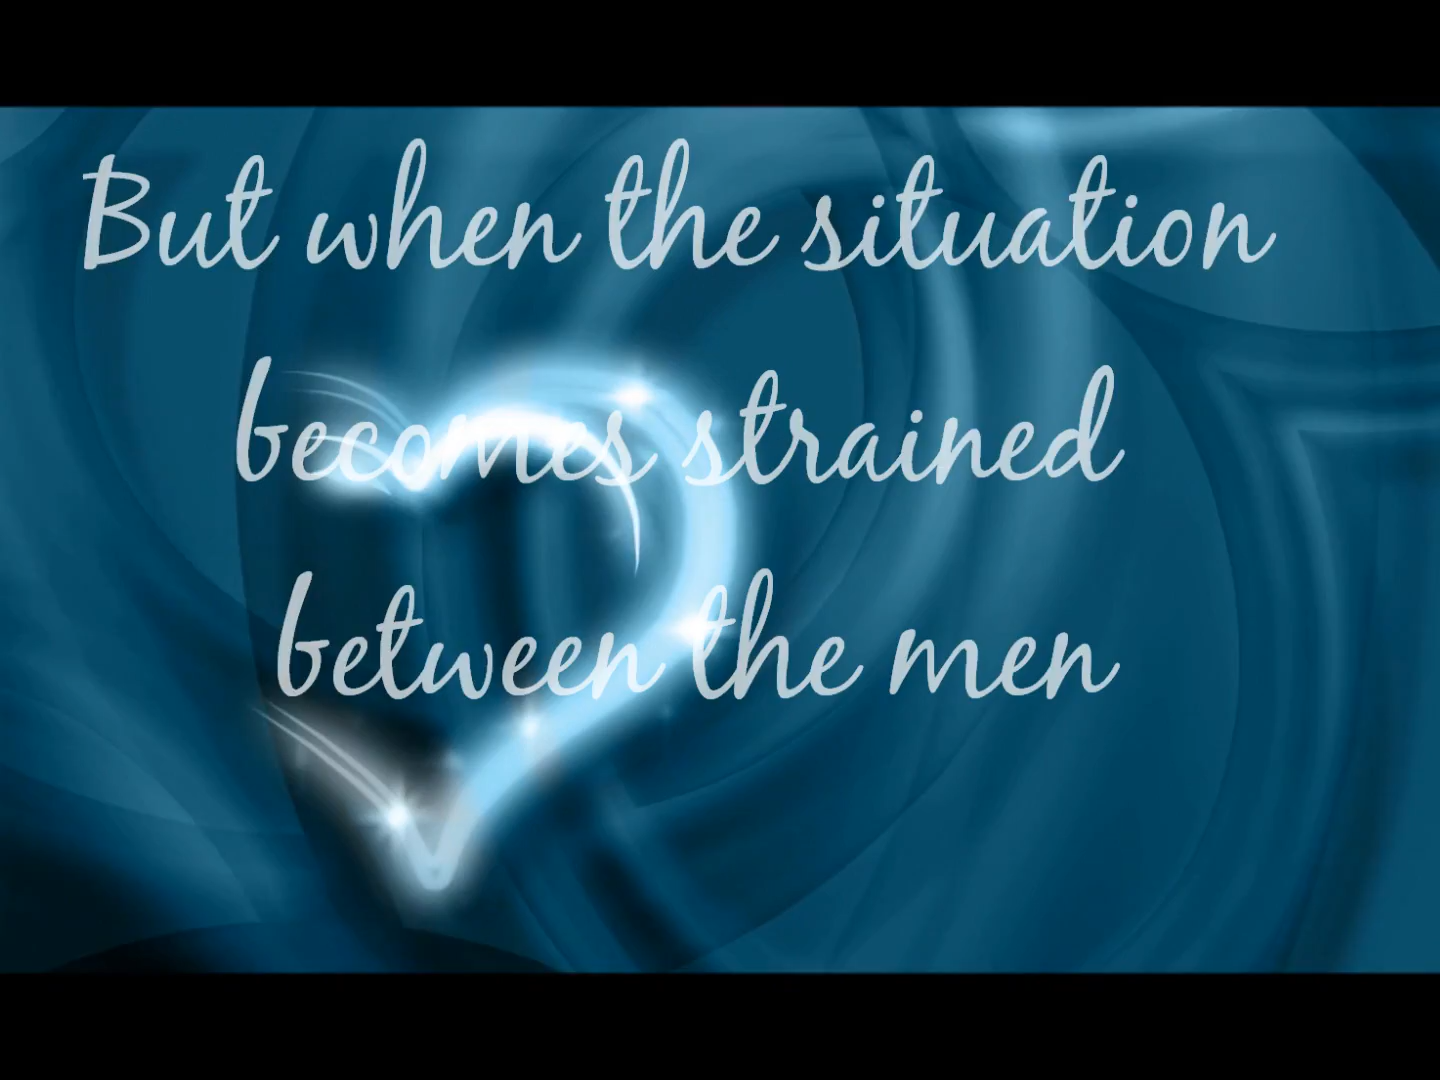 But when the situation
becomes strained
between the men